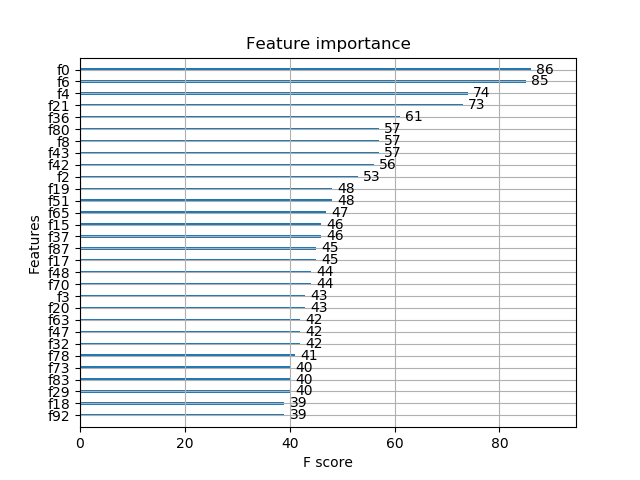 Feature importance
f0 86
f6 85
f4 74
f21 73
f36 61
f80 57
f8 57
f43 57
f42 56
f2 53
f19 48
f51 48
f65 47
f15 46
f37 46
f87 45
f17 45
f48 44
f70 44
f3 43
f20 43
f63 42
f47 42
f32 42
f78 41
f73 40
f83 40
f29 40
f18 39
f92 39
Features
0 20 40 60 80
F score